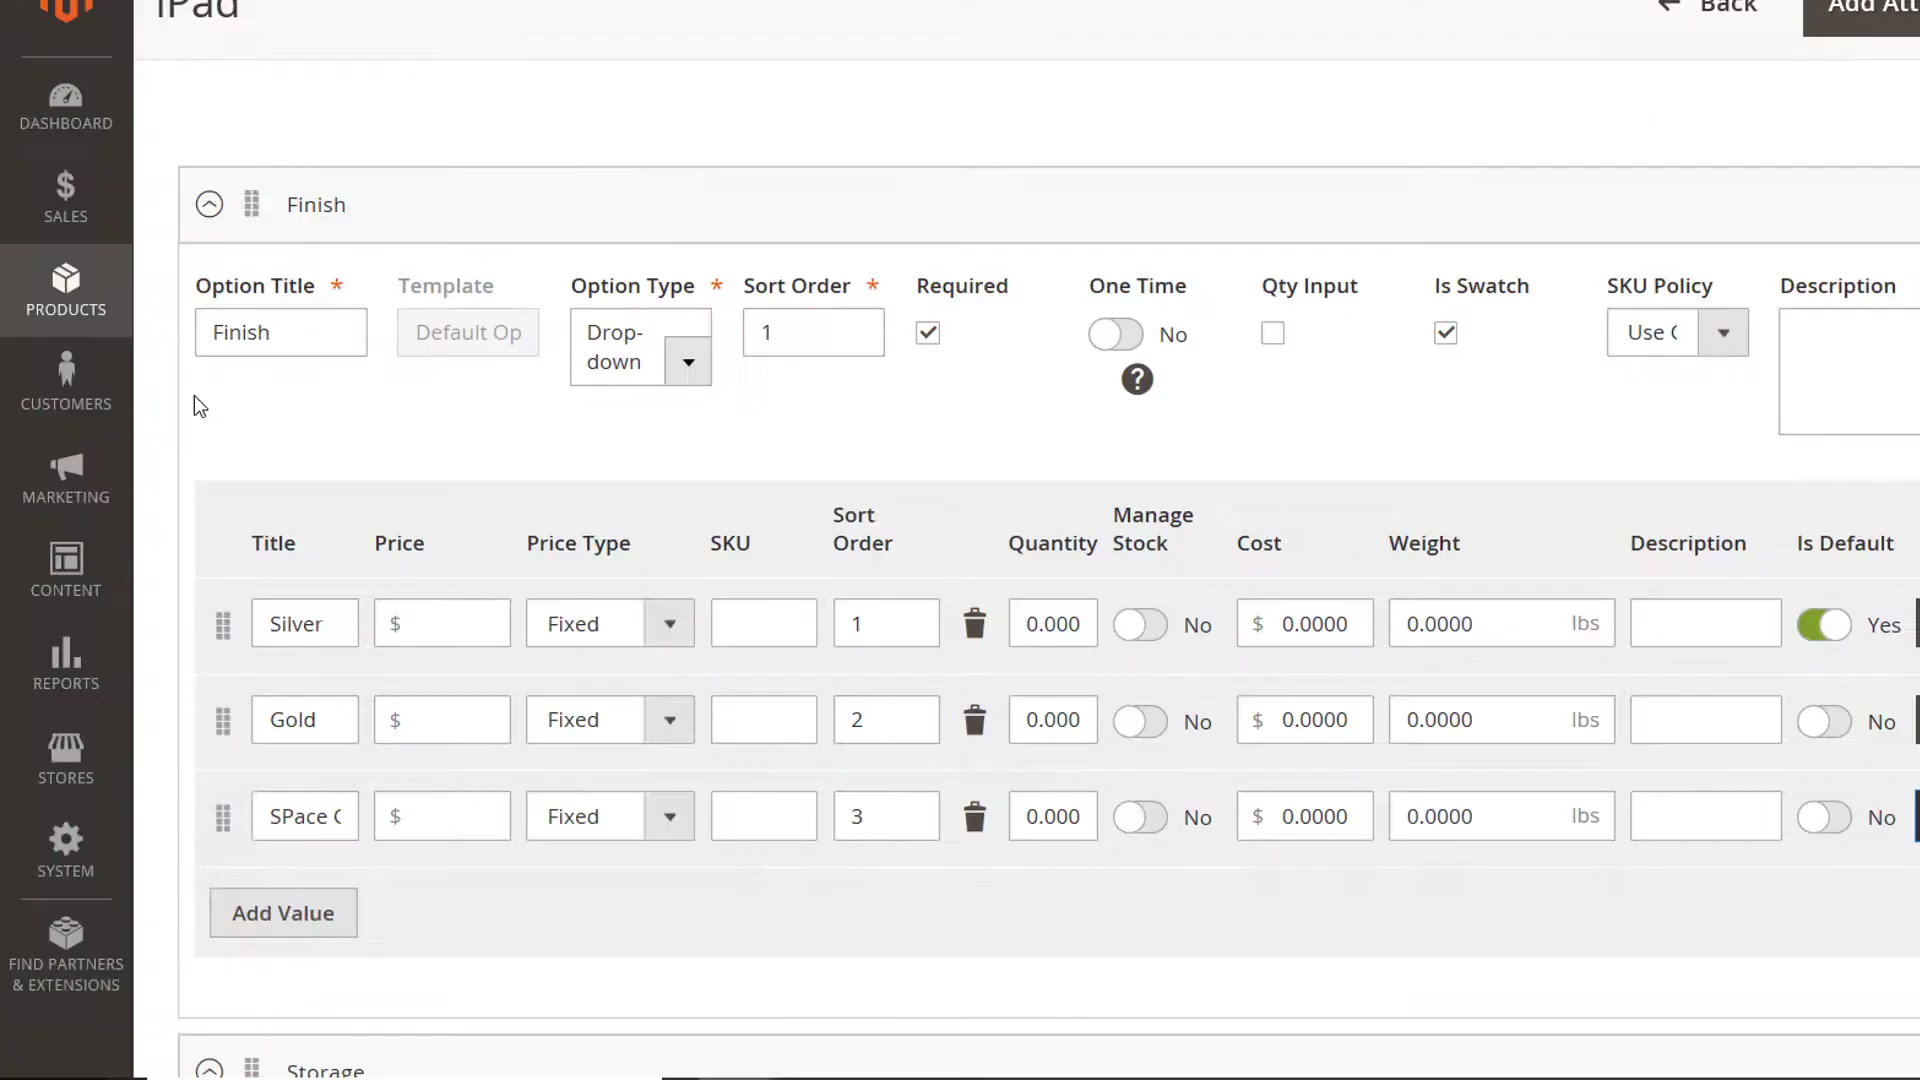 iPad
Back
Add Att
DASHBOARD
SALES
PRODUCTS
CUSTOMERS
MARKETING
CONTENT
REPORTS
STORES
SYSTEM
FIND PARTNERS
& EXTENSIONS
Finish
Option Title *
Template
Option Type *
Sort Order *
Required
One Time
Qty Input
Is Swatch
SKU Policy
Description
Finish
Default Op
Drop-
down
1
No
?
Use
Title
Price
Price Type
SKU
Sort
Order
Quantity
Manage
Stock
Cost
Weight
Description
Is Default
Silver $ Fixed 1 0.000 No $ 0.0000 0.0000 lbs Yes
Gold $ Fixed 2 0.000 No $ 0.0000 0.0000 lbs No
SPace $ Fixed 3 0.000 No $ 0.0000 0.0000 lbs No
Add Value
Storage